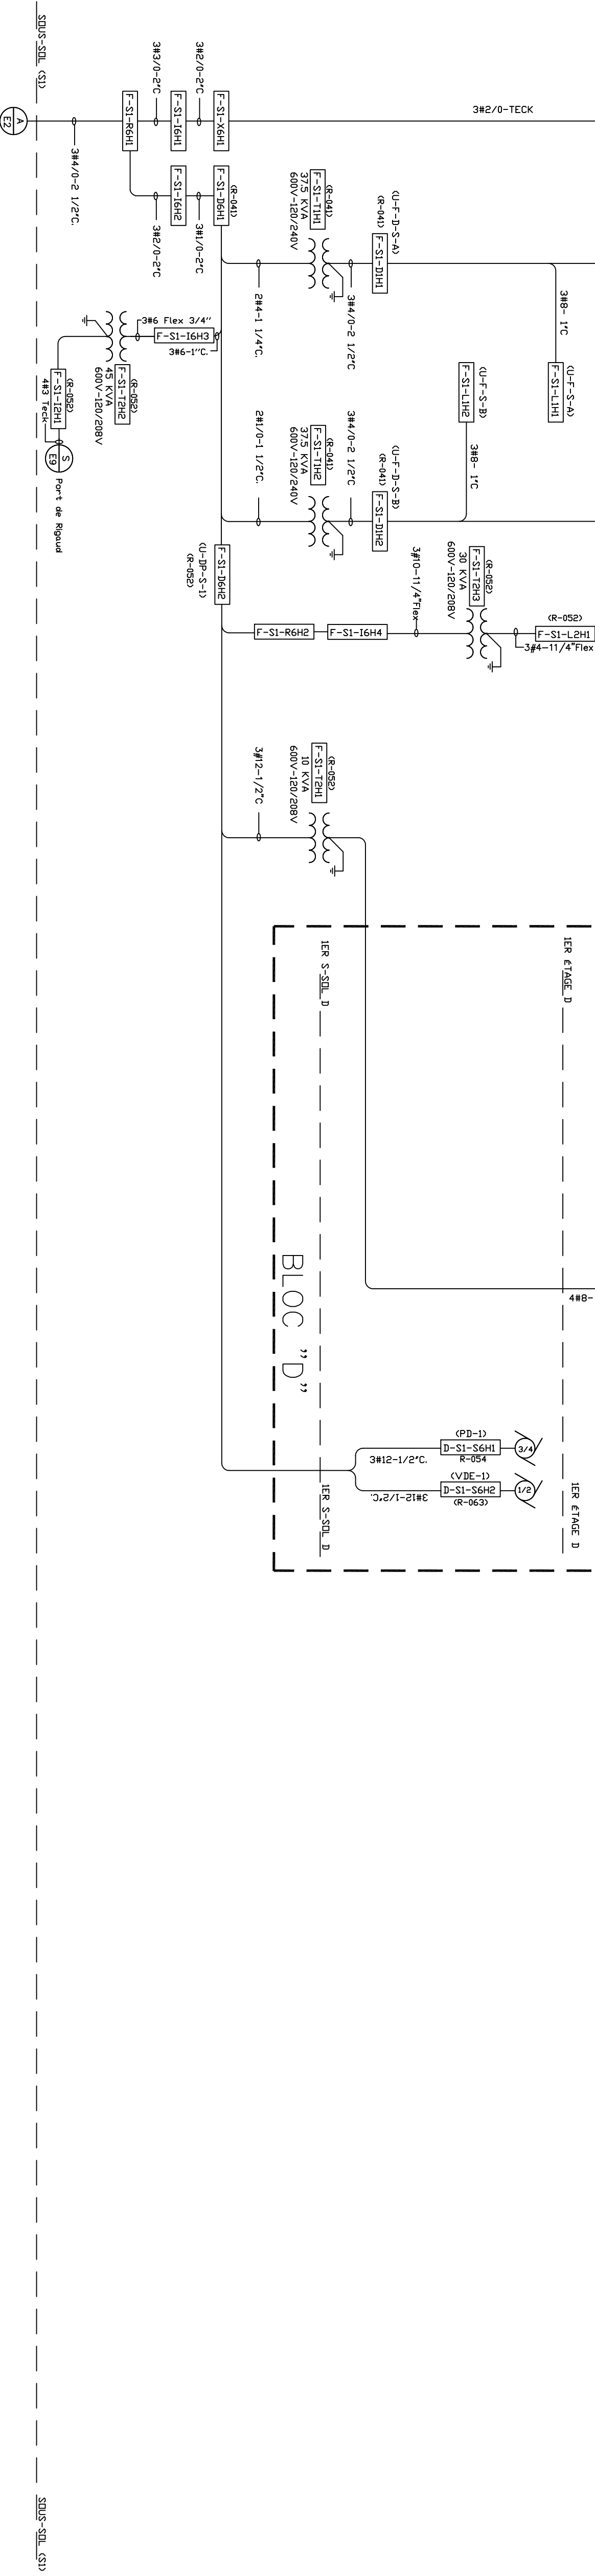 SOUS-SOL (S1)
A
E2
3#4/0-2 1/2"C.
F-S1-R6H1
3#3/0-2"C
F-S1-I6H1
3#2/0-2"C
F-S1-X6H1
3#2/0-TECK
F-S1-I6H2
3#2/0-2"C
3#1/0-2"C
(R-041)
F-S1-D6H1
2#4-1 1/4"C.
(R-041)
F-S1-T1H1
37.5 KVA
600V-120/240V
3#4/0-2 1/2"C
(U-F-D-S-A)
(R-041)
F-S1-D1H1
3#8- 1"C
(U-F-S-A)
F-S1-L1H1
3#6 Flex 3/4"
F-S1-I6H3
3#6-1"C.
(R-052)
F-S1-T2H2
45 KVA
600V-120/208V
(R-052)
F-S1-I2H1
4#3 Teck
S
E9
Port de Rigaud
2#1/0-1 1/2"C.
(R-041)
F-S1-T1H2
37.5 KVA
600V-120/240V
3#4/0-2 1/2"C
(U-F-D-S-B)
(R-041)
F-S1-D1H2
(U-F-S-B)
F-S1-L1H2
3#8- 1"C
F-S1-D6H2
(U-DP-S-1)
(R-052)
F-S1-R6H2
F-S1-I6H4
3#10-11/4"Flex
(R-052)
F-S1-T2H3
30 KVA
600V-120/208V
(R-052)
F-S1-L2H1
3#4-11/4"Flex
3#12-1/2"C
(R-052)
F-S1-T2H1
10 KVA
600V-120/208V
1ER S-SOL D
1ER ÉTAGE D
BLOC "D"
4#8-
(PD-1)
D-S1-S6H1
R-054
3/4
3#12-1/2"C.
(VDE-1)
D-S1-S6H2
(R-063)
1/2
3#12-1/2"C.
1ER S-SOL D
1ER ÉTAGE D
SOUS-SOL (S1)